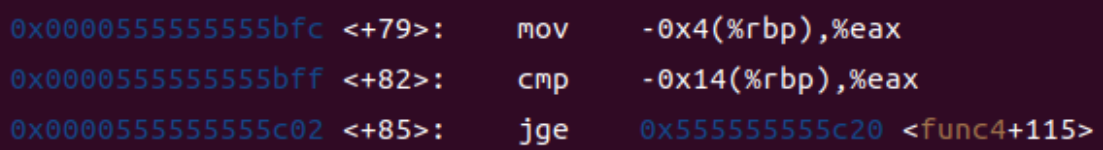 0x0000555555555bfc <+79>: mov -0x4(%rbp),%eax
0x0000555555555bff <+82>: cmp -0x14(%rbp),%eax
0x0000555555555c02 <+85>: jge 0x555555555c20 <func4+115>